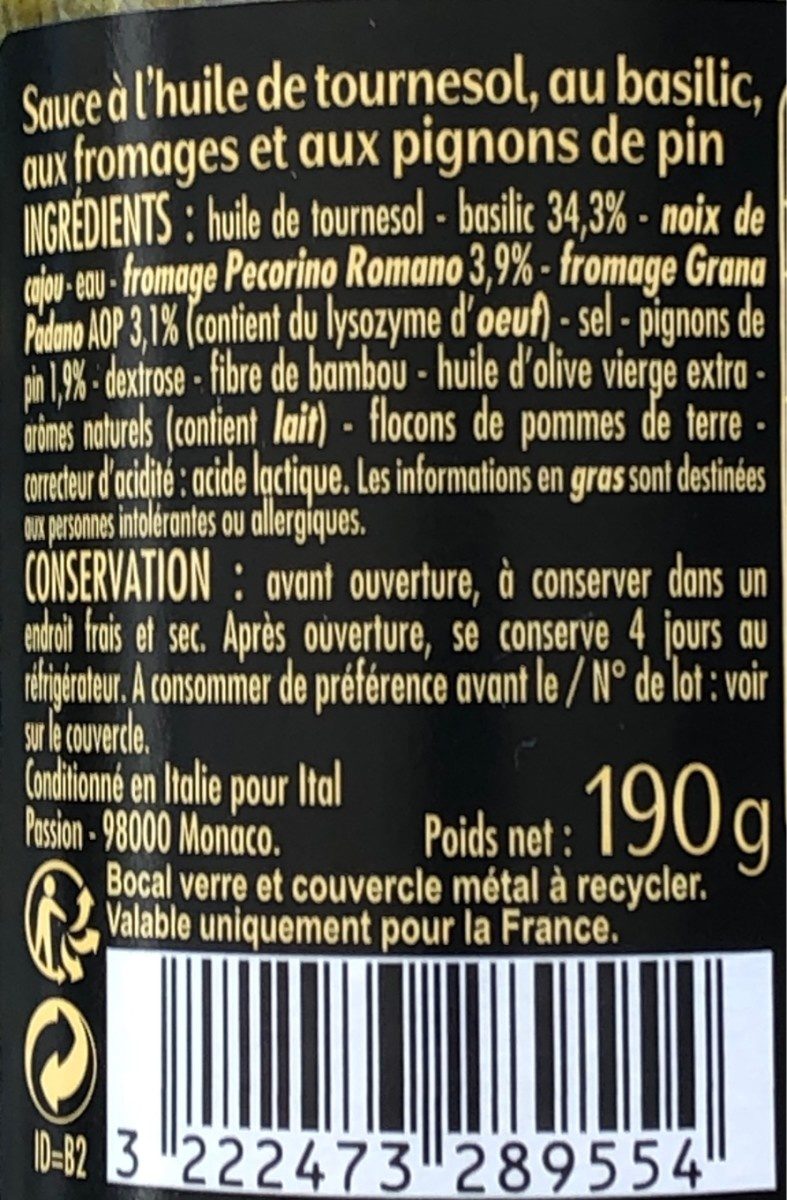 Sauce à l'huile de tournesol, au basilic,
aux fromages et aux pignons de pin
INGRÉDIENTS : huile de tournesol - basilic 34,3% - noix de
cajou - eau - fromage Pecorino Romano 3,9% - fromage Grana
Padano AOP 3,1% (contient du lysozyme d'oeuf) - sel - pignons de
pin 1,9% - dextrose - fibre de bambou - huile d'olive vierge extra -
arômes naturels (contient lait) - flocons de pommes de terre -
correcteur d'acidité : acide lactique. Les informations en gras sont destinées
aux personnes intolérantes ou allergiques.
CONSERVATION : avant ouverture, à conserver dans un
endroit frais et sec. Après ouverture, se conserve 4 jours au
réfrigérateur. A consommer de préférence avant le / N° de lot : voir
sur le couvercle.
Conditionné en Italie pour Ital
Passion - 98000 Monaco.
Poids net : 190 g
Bocal verre et couvercle métal à recycler.
Valable uniquement pour la France.
ID=B2
3 222473 289554